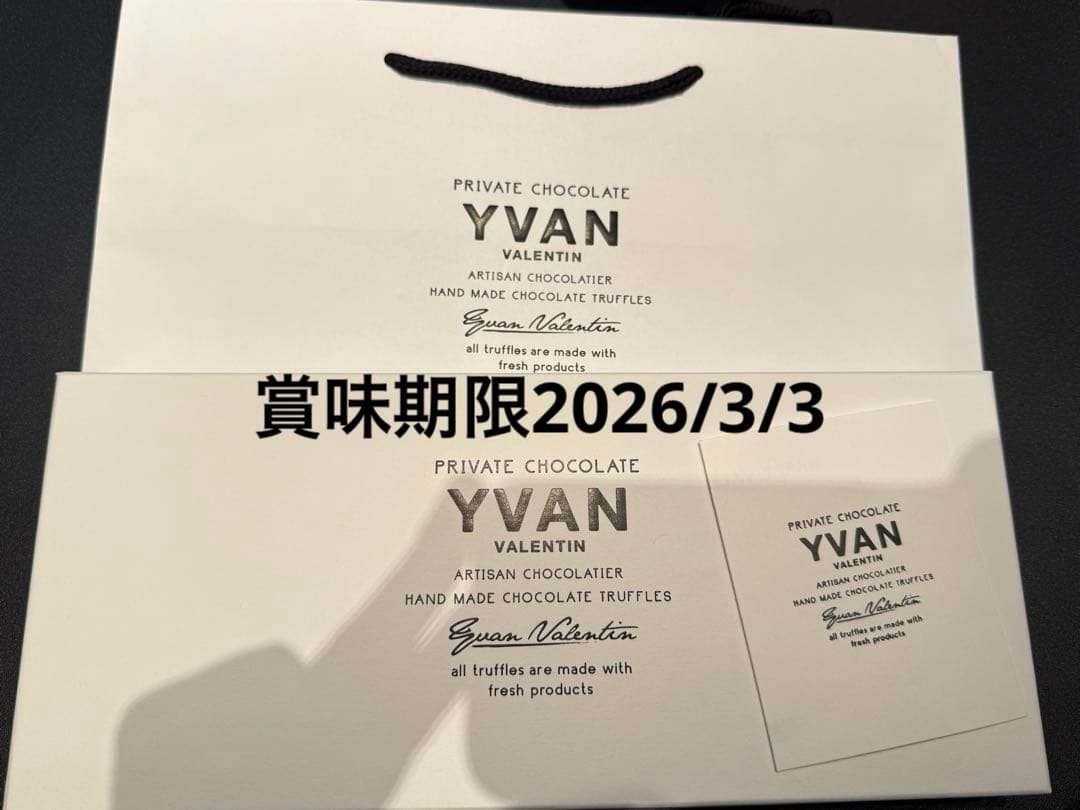 PRIVATE CHOCOLATE
YVAN
VALENTIN
ARTISAN CHOCOLATIER
HAND MADE CHOCOLATE TRUFFLES
Yvan Valentin
all truffles are made with
fresh products
賞味期限2026/3/3
PRIVATE CHOCOLATE
YVAN
VALENTIN
ARTISAN CHOCOLATIER
HAND MADE CHOCOLATE TRUFFLES
Yvan Valentin
all truffles are made with
fresh products
PRIVATE CHOCOLATE
YVAN
VALENTIN
ARTISAN CHOCOLATIER
HAND MADE CHOCOLATE TRUFFLES
Yvan Valentin
all truffles are made with
fresh products